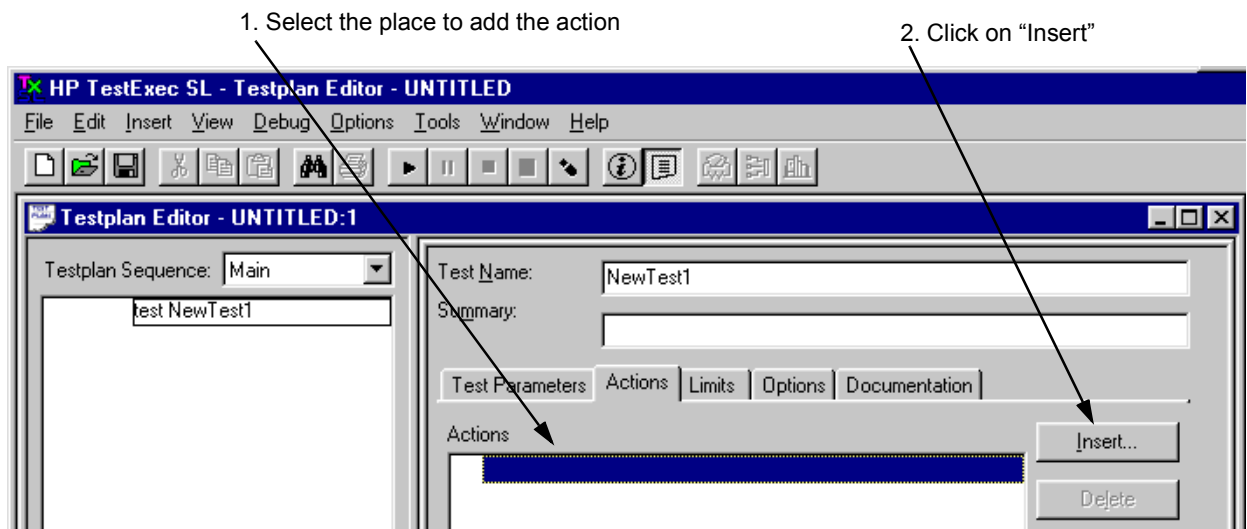 1. Select the place to add the action
2. Click on “Insert”
HP TestExec SL - Testplan Editor - UNTITLED
File Edit Insert View Debug Options Tools Window Help
Testplan Editor - UNTITLED:1
Testplan Sequence: Main
test NewTest1
Test Name: NewTest1
Summary:
Test Parameters Actions Limits Options Documentation
Actions
Insert...
Delete